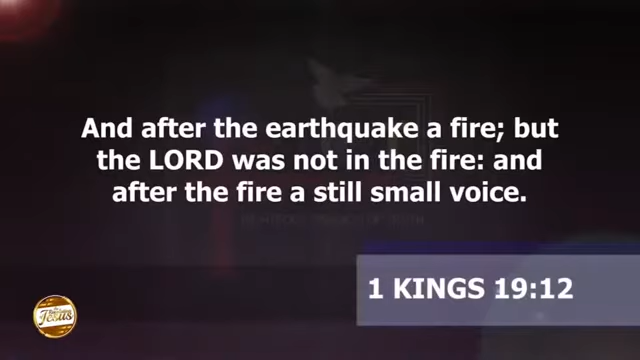 And after the earthquake a fire; but
the LORD was not in the fire: and
after the fire a still small voice.
1 KINGS 19:12
Jesus